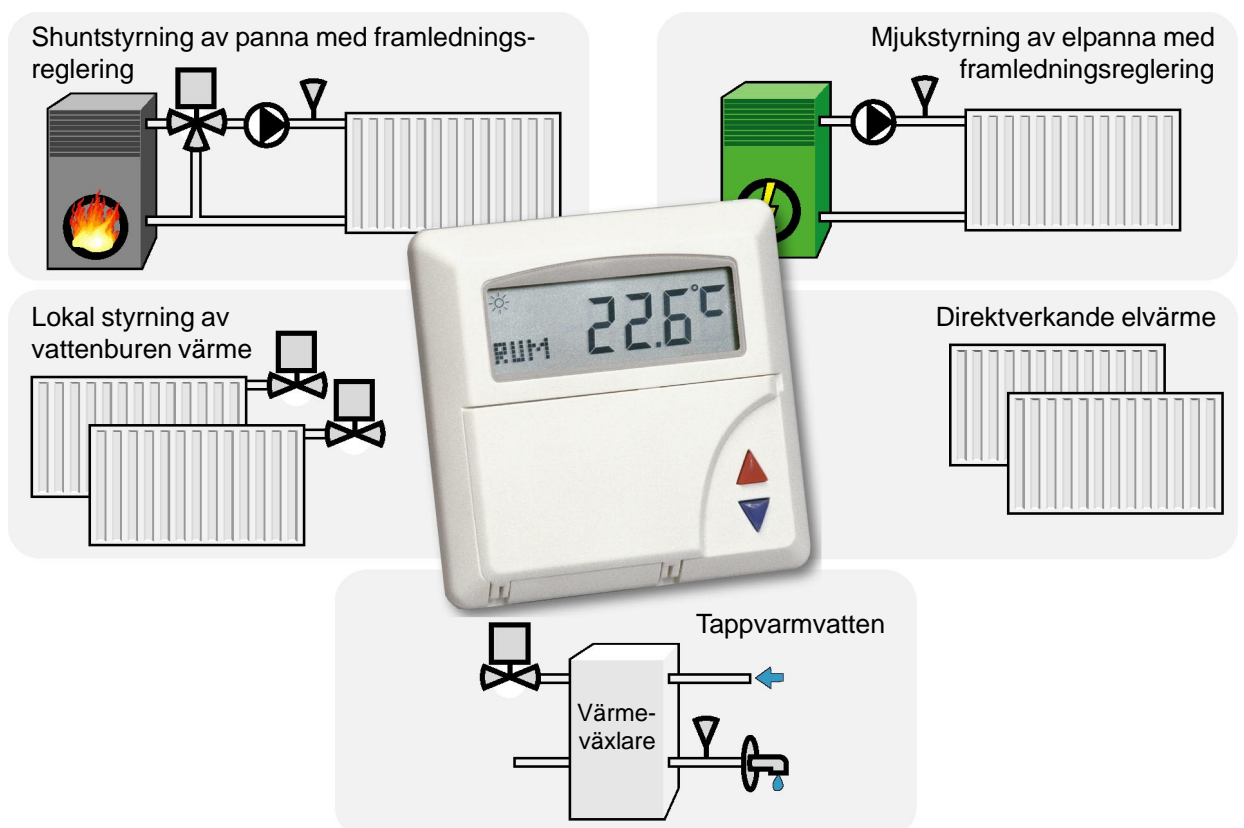 Shuntstyrning av panna med framlednings-
reglering
Mjukstyrning av elpanna med
framledningsreglering
22.6°C
RUM
Lokal styrning av
vattenburen värme
Direktverkande elvärme
Tappvarmvatten
Värme-
växlare